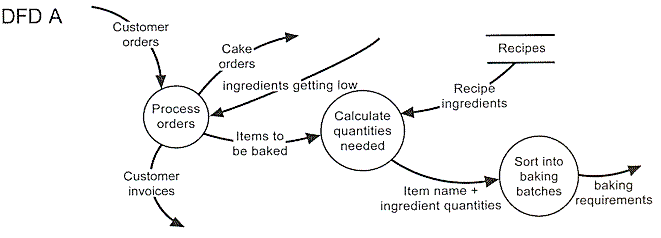 DFD A
Customer
orders
Cake
orders
Recipes
ingredients getting low
Recipe
ingredients
Process
orders
Calculate
quantities
needed
Items to
be baked
Sort into
baking
batches
Customer
invoices
Item name +
ingredient quantities
baking
requirements